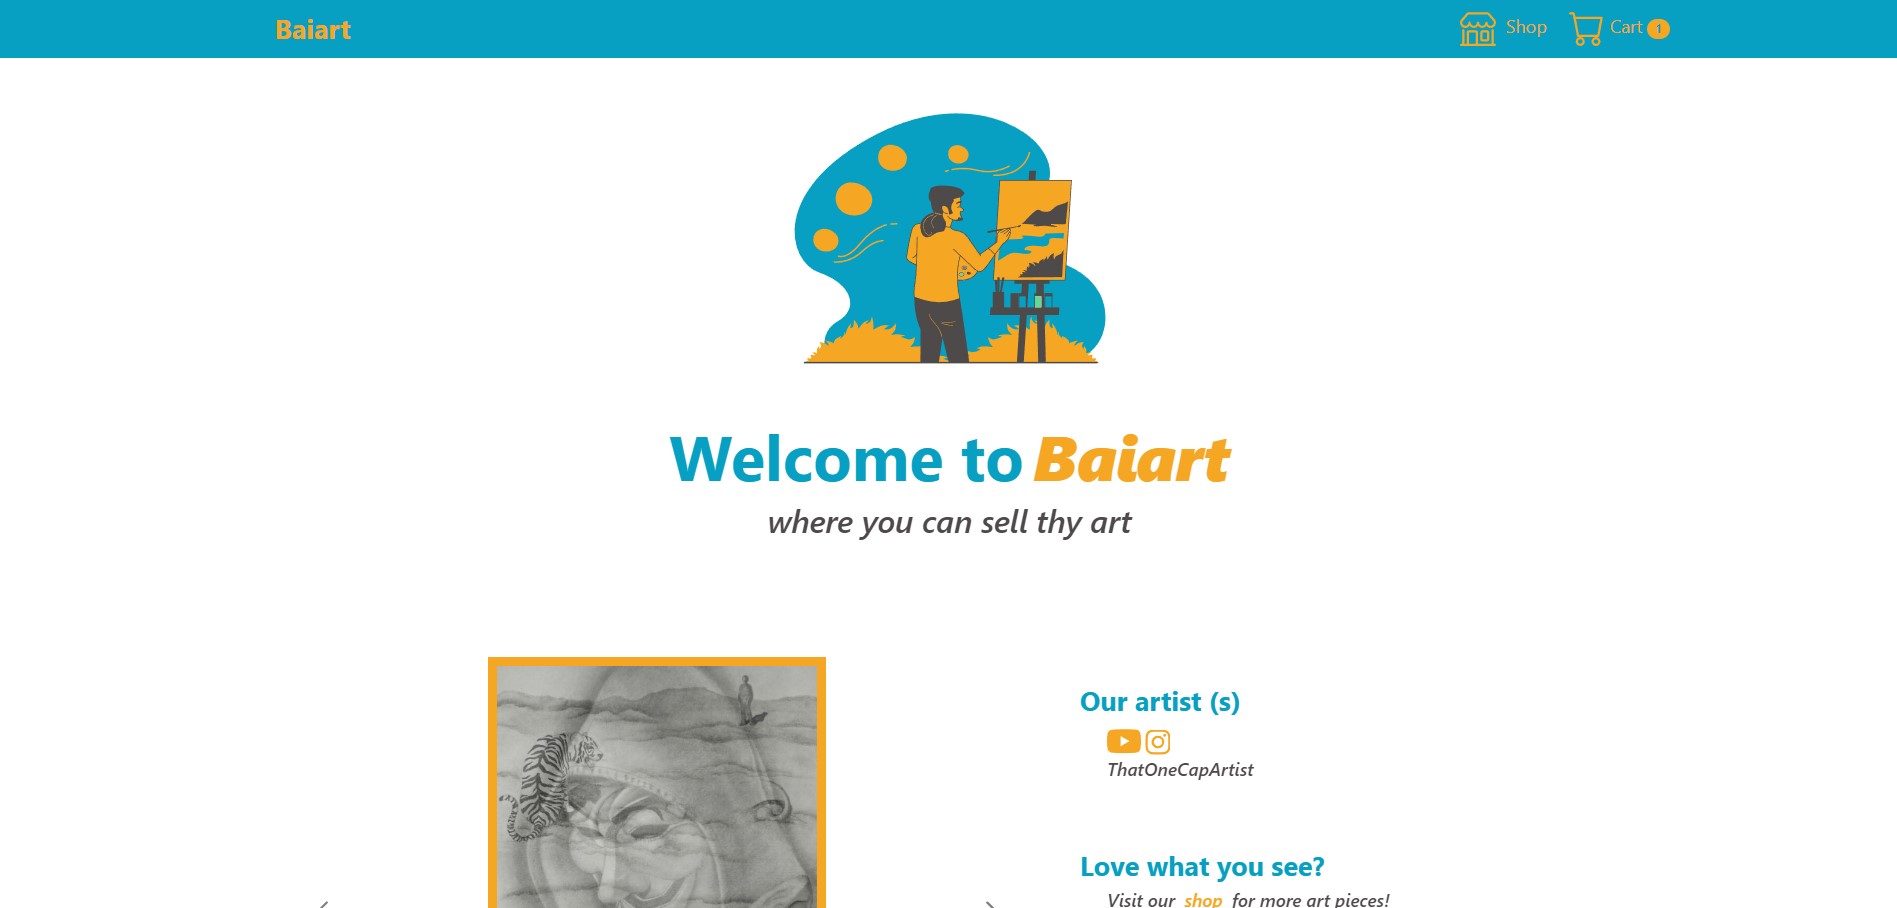 Baiart
Shop
Cart 1
Welcome to Baiart
where you can sell thy art
Our artist (s)
ThatOneCapArtist
Love what you see?
Visit our shop for more art pieces!